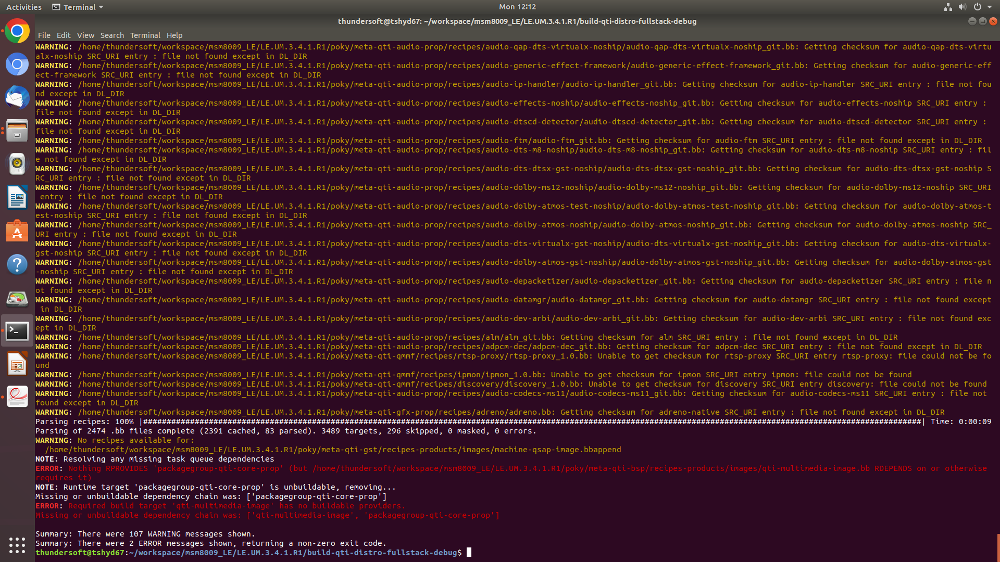 Activities Terminal Mon 12:12
thundersoft@tshyd67: ~/workspace/msm8009_LE/LE.UM.3.4.1.R1/build-qti-distro-fullstack-debug
File Edit View Search Terminal Help
WARNING: /home/thundersoft/workspace/msm8009_LE/LE.UM.3.4.1.R1/poky/meta-qti-audio-prop/recipes/audio-qap-dts-virtualx-noship/audio-qap-dts-virtualx-noship_git.bb: Getting checksum for audio-qap-dts-virtu
alx-noship SRC_URI entry : file not found except in DL_DIR
WARNING: /home/thundersoft/workspace/msm8009_LE/LE.UM.3.4.1.R1/poky/meta-qti-audio-prop/recipes/audio-generic-effect-framework/audio-generic-effect-framework_git.bb: Getting checksum for audio-generic-eff
ect-framework SRC_URI entry : file not found except in DL_DIR
WARNING: /home/thundersoft/workspace/msm8009_LE/LE.UM.3.4.1.R1/poky/meta-qti-audio-prop/recipes/audio-ip-handler/audio-ip-handler_git.bb: Getting checksum for audio-ip-handler SRC_URI entry : file not fou
nd except in DL_DIR
WARNING: /home/thundersoft/workspace/msm8009_LE/LE.UM.3.4.1.R1/poky/meta-qti-audio-prop/recipes/audio-effects-noship/audio-effects-noship_git.bb: Getting checksum for audio-effects-noship SRC_URI entry :
file not found except in DL_DIR
WARNING: /home/thundersoft/workspace/msm8009_LE/LE.UM.3.4.1.R1/poky/meta-qti-audio-prop/recipes/audio-dtscd-detector/audio-dtscd-detector_git.bb: Getting checksum for audio-dtscd-detector SRC_URI entry :
file not found except in DL_DIR
WARNING: /home/thundersoft/workspace/msm8009_LE/LE.UM.3.4.1.R1/poky/meta-qti-audio-prop/recipes/audio-ftm/audio-ftm_git.bb: Getting checksum for audio-ftm SRC_URI entry : file not found except in DL_DIR
WARNING: /home/thundersoft/workspace/msm8009_LE/LE.UM.3.4.1.R1/poky/meta-qti-audio-prop/recipes/audio-dts-m8-noship/audio-dts-m8-noship_git.bb: Getting checksum for audio-dts-m8-noship SRC_URI entry : fil
e not found except in DL_DIR
WARNING: /home/thundersoft/workspace/msm8009_LE/LE.UM.3.4.1.R1/poky/meta-qti-audio-prop/recipes/audio-dts-dtsx-gst-noship/audio-dts-dtsx-gst-noship_git.bb: Getting checksum for audio-dts-dtsx-gst-noship S
RC_URI entry : file not found except in DL_DIR
WARNING: /home/thundersoft/workspace/msm8009_LE/LE.UM.3.4.1.R1/poky/meta-qti-audio-prop/recipes/audio-dolby-ms12-noship/audio-dolby-ms12-noship_git.bb: Getting checksum for audio-dolby-ms12-noship SRC_URI
entry : file not found except in DL_DIR
WARNING: /home/thundersoft/workspace/msm8009_LE/LE.UM.3.4.1.R1/poky/meta-qti-audio-prop/recipes/audio-dolby-atmos-test-noship/audio-dolby-atmos-test-noship_git.bb: Getting checksum for audio-dolby-atmos-t
est-noship SRC_URI entry : file not found except in DL_DIR
WARNING: /home/thundersoft/workspace/msm8009_LE/LE.UM.3.4.1.R1/poky/meta-qti-audio-prop/recipes/audio-dolby-atmos-noship/audio-dolby-atmos-noship_git.bb: Getting checksum for audio-dolby-atmos-noship SRC_
URI entry : file not found except in DL_DIR
WARNING: /home/thundersoft/workspace/msm8009_LE/LE.UM.3.4.1.R1/poky/meta-qti-audio-prop/recipes/audio-dts-virtualx-gst-noship/audio-dts-virtualx-gst-noship_git.bb: Getting checksum for audio-dts-virtualx-
gst-noship SRC_URI entry : file not found except in DL_DIR
WARNING: /home/thundersoft/workspace/msm8009_LE/LE.UM.3.4.1.R1/poky/meta-qti-audio-prop/recipes/audio-dolby-atmos-gst-noship/audio-dolby-atmos-gst-noship_git.bb: Getting checksum for audio-dolby-atmos-gst
-noship SRC_URI entry : file not found except in DL_DIR
WARNING: /home/thundersoft/workspace/msm8009_LE/LE.UM.3.4.1.R1/poky/meta-qti-audio-prop/recipes/audio-depacketizer/audio-depacketizer_git.bb: Getting checksum for audio-depacketizer SRC_URI entry : file n
ot found except in DL_DIR
WARNING: /home/thundersoft/workspace/msm8009_LE/LE.UM.3.4.1.R1/poky/meta-qti-audio-prop/recipes/audio-datamgr/audio-datamgr_git.bb: Getting checksum for audio-datamgr SRC_URI entry : file not found except
in DL_DIR
WARNING: /home/thundersoft/workspace/msm8009_LE/LE.UM.3.4.1.R1/poky/meta-qti-audio-prop/recipes/audio-dev-arbi/audio-dev-arbi_git.bb: Getting checksum for audio-dev-arbi SRC_URI entry : file not found exc
ept in DL_DIR
WARNING: /home/thundersoft/workspace/msm8009_LE/LE.UM.3.4.1.R1/poky/meta-qti-audio-prop/recipes/alm/alm_git.bb: Getting checksum for alm SRC_URI entry : file not found except in DL_DIR
WARNING: /home/thundersoft/workspace/msm8009_LE/LE.UM.3.4.1.R1/poky/meta-qti-audio-prop/recipes/adpcm-dec/adpcm-dec_git.bb: Getting checksum for adpcm-dec SRC_URI entry : file not found except in DL_DIR
WARNING: /home/thundersoft/workspace/msm8009_LE/LE.UM.3.4.1.R1/poky/meta-qti-qmmf/recipes/rtsp-proxy/rtsp-proxy_1.0.bb: Unable to get checksum for rtsp-proxy SRC_URI entry rtsp-proxy: file could not be fo
und
WARNING: /home/thundersoft/workspace/msm8009_LE/LE.UM.3.4.1.R1/poky/meta-qti-qmmf/recipes/ipmon/ipmon_1.0.bb: Unable to get checksum for ipmon SRC_URI entry ipmon: file could not be found
WARNING: /home/thundersoft/workspace/msm8009_LE/LE.UM.3.4.1.R1/poky/meta-qti-qmmf/recipes/discovery/discovery_1.0.bb: Unable to get checksum for discovery SRC_URI entry discovery: file could not be found
WARNING: /home/thundersoft/workspace/msm8009_LE/LE.UM.3.4.1.R1/poky/meta-qti-audio-prop/recipes/audio-codecs-ms11/audio-codecs-ms11_git.bb: Getting checksum for audio-codecs-ms11 SRC_URI entry : file not
found except in DL_DIR
WARNING: /home/thundersoft/workspace/msm8009_LE/LE.UM.3.4.1.R1/poky/meta-qti-gfx-prop/recipes/adreno/adreno.bb: Getting checksum for adreno-native SRC_URI entry : file not found except in DL_DIR
Parsing recipes: 100% |######################################################################################################################################################################| Time: 0:00:09
Parsing of 2474 .bb files complete (2391 cached, 83 parsed). 3489 targets, 296 skipped, 0 masked, 0 errors.
WARNING: No recipes available for:
/home/thundersoft/workspace/msm8009_LE/LE.UM.3.4.1.R1/poky/meta-qti-gst/recipes-products/images/machine-qsap-image.bbappend
NOTE: Resolving any missing task queue dependencies
ERROR: Nothing RPROVIDES 'packagegroup-qti-core-prop' (but /home/thundersoft/workspace/msm8009_LE/LE.UM.3.4.1.R1/poky/meta-qti-bsp/recipes-products/images/qti-multimedia-image.bb RDEPENDS on or otherwise
requires it)
NOTE: Runtime target 'packagegroup-qti-core-prop' is unbuildable, removing...
Missing or unbuildable dependency chain was: ['packagegroup-qti-core-prop']
ERROR: Required build target 'qti-multimedia-image' has no buildable providers.
Missing or unbuildable dependency chain was: ['qti-multimedia-image', 'packagegroup-qti-core-prop']
Summary: There were 107 WARNING messages shown.
Summary: There were 2 ERROR messages shown, returning a non-zero exit code.
thundersoft@tshyd67:~/workspace/msm8009_LE/LE.UM.3.4.1.R1/build-qti-distro-fullstack-debug$